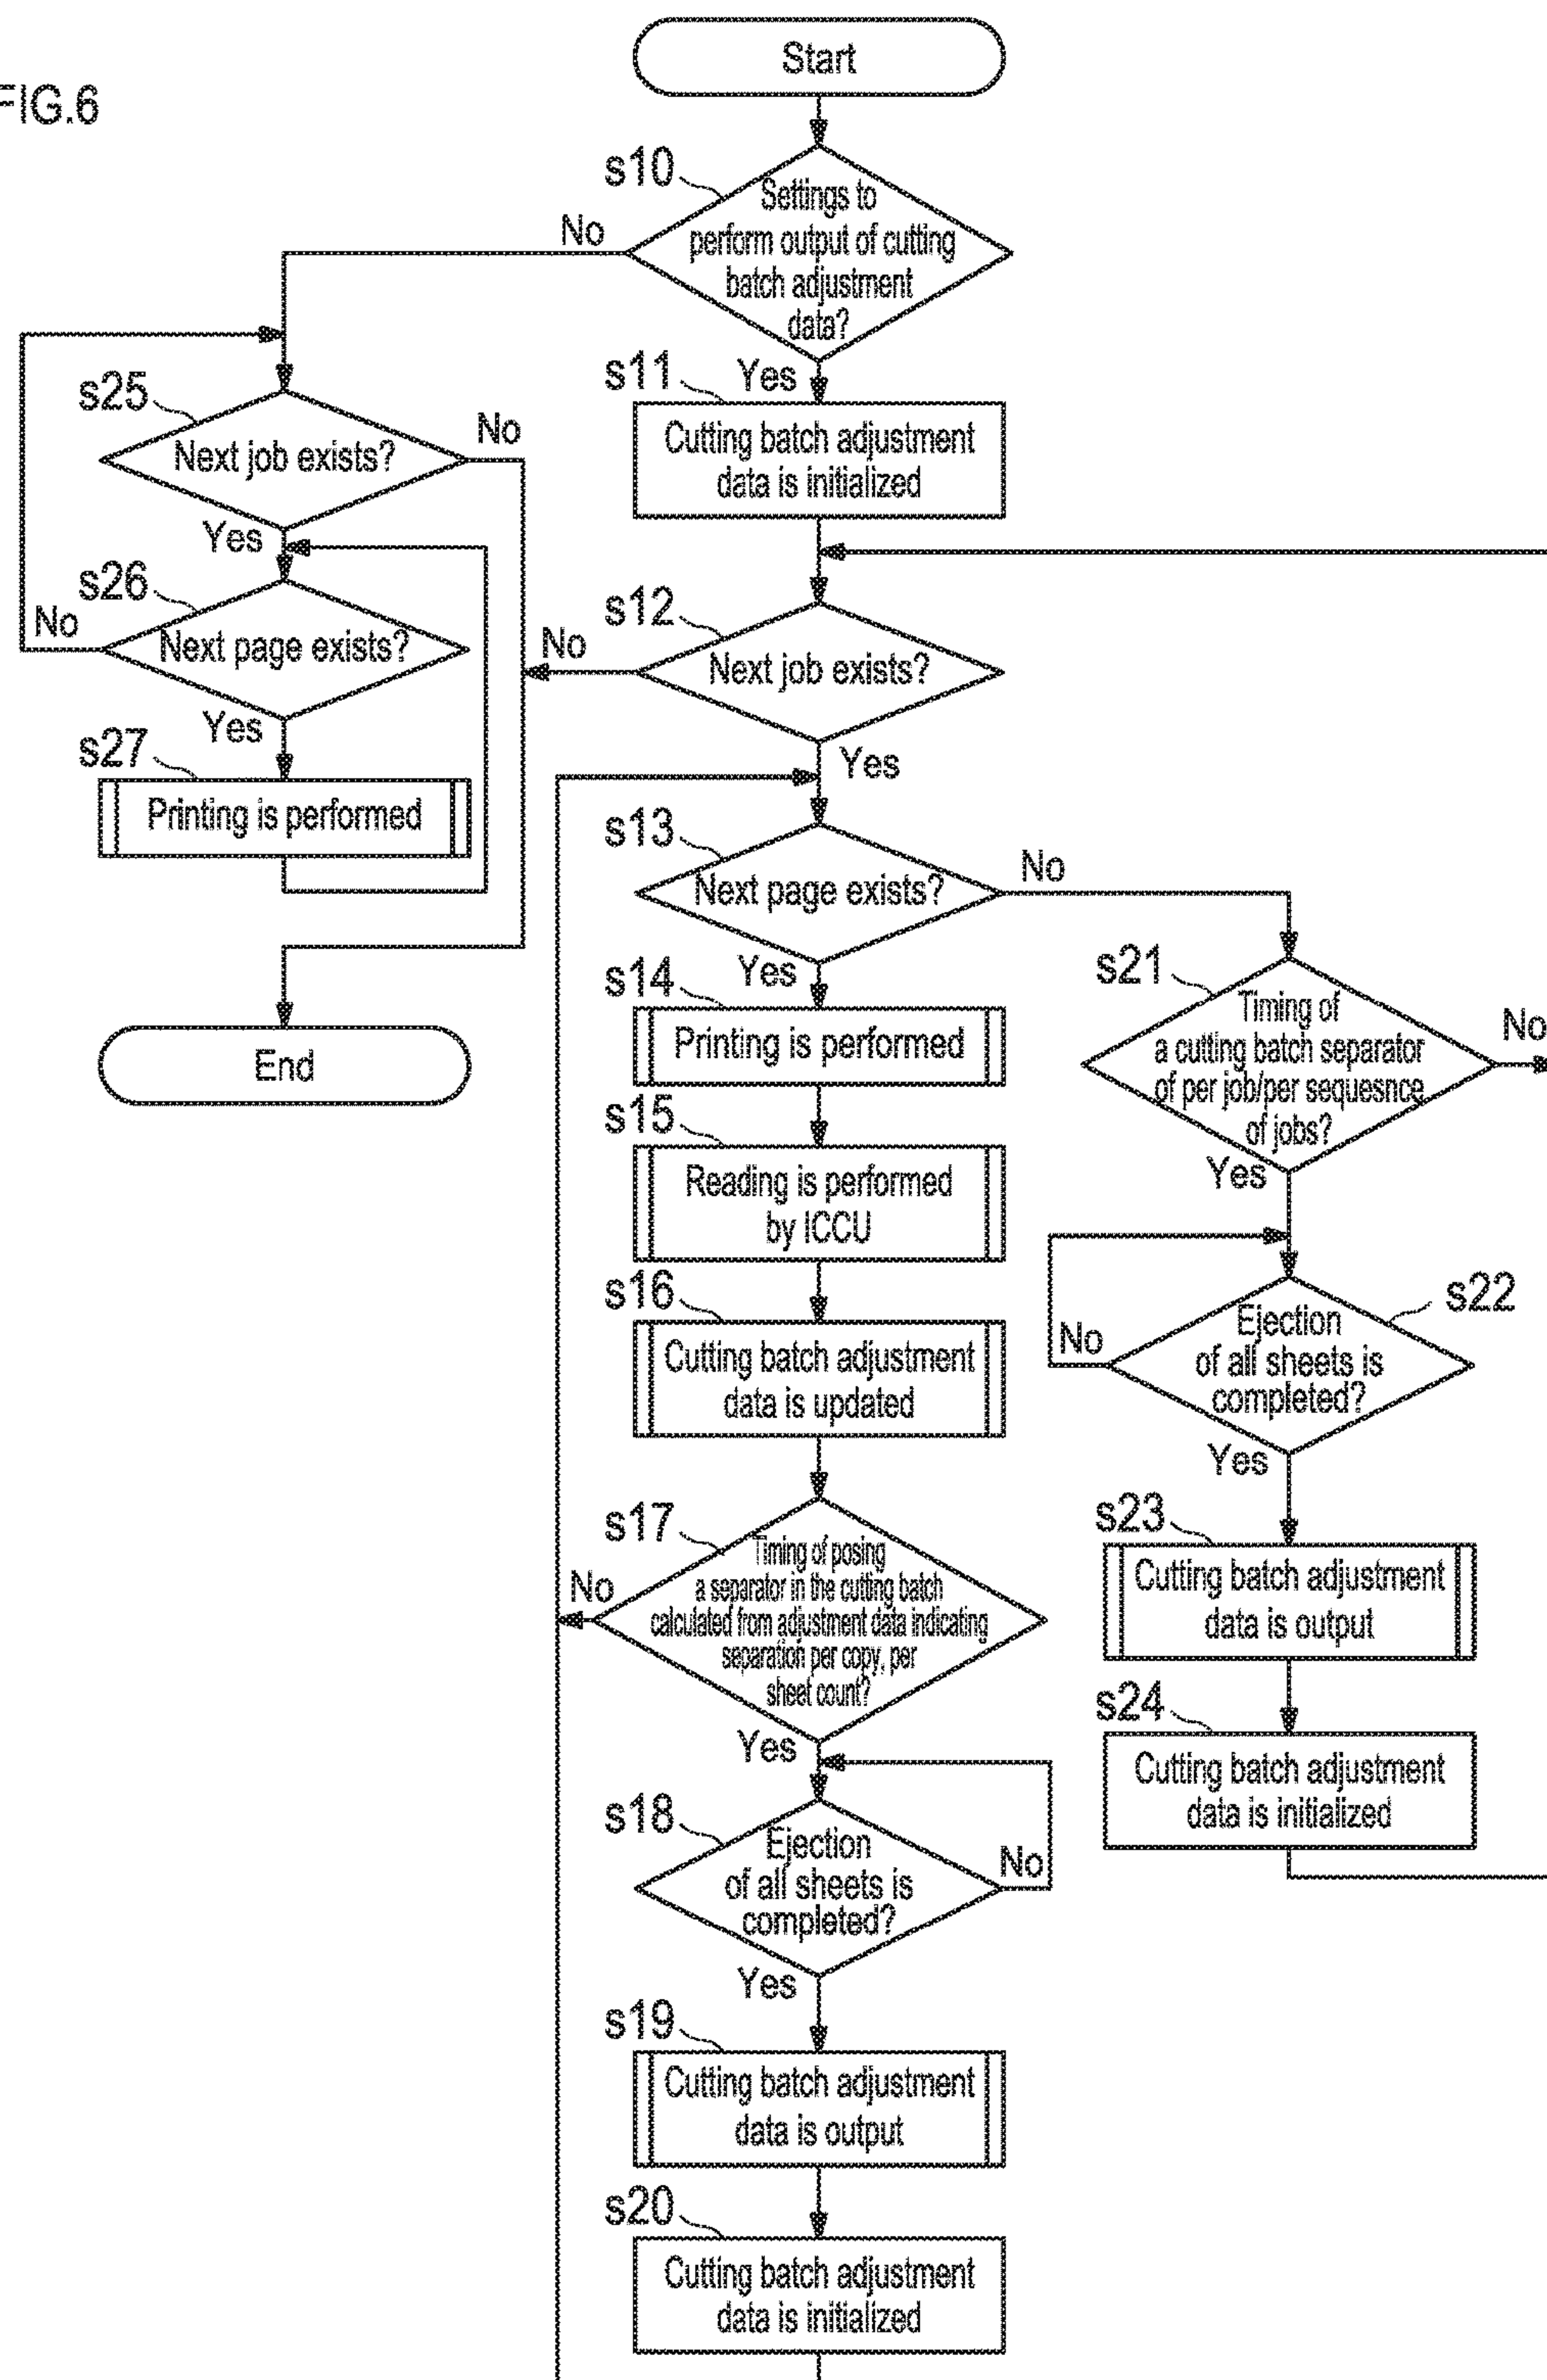 FIG.6
Start
s10
Settings to
perform output of cutting
batch adjustment
data?
No
Yes
s11
Cutting batch adjustment
data is initialized
s25
Next job exists?
No
Yes
s26
Next page exists?
No
Yes
s27
Printing is performed
End
s12
Next job exists?
No
Yes
s13
Next page exists?
No
Yes
s14
Printing is performed
s15
Reading is performed
by ICCU
s16
Cutting batch adjustment
data is updated
s17
Timing of posing
a separator in the cutting batch
calculated from adjustment data indicating
separation per copy, per
sheet count?
No
Yes
s18
Ejection
of all sheets is
completed?
No
Yes
s19
Cutting batch adjustment
data is output
s20
Cutting batch adjustment
data is initialized
s21
Timing of
a cutting batch separator
of per job/per sequesnce
of jobs?
No
Yes
s22
Ejection
of all sheets is
completed?
No
Yes
s23
Cutting batch adjustment
data is output
s24
Cutting batch adjustment
data is initialized